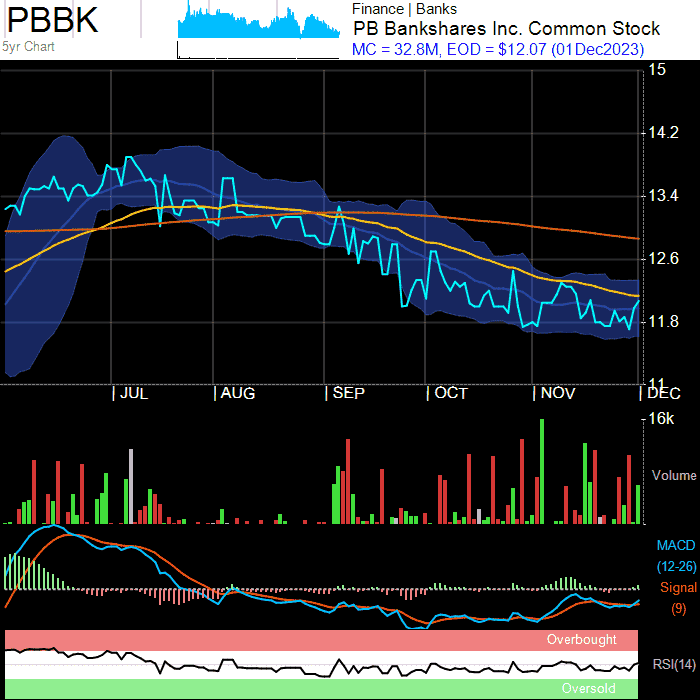 PBBK
5yr Chart
Finance | Banks
PB Bankshares Inc. Common Stock
MC = 32.8M, EOD = $12.07 (01Dec2023)
15
14.2
13.4
12.6
11.8
11
| JUL | AUG | SEP | OCT | NOV | DEC
16k
Volume
MACD
(12-26)
Signal
(9)
Overbought
RSI(14)
Oversold